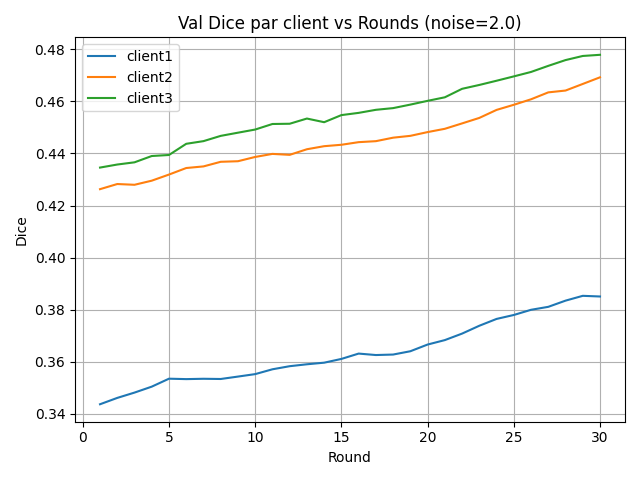 Val Dice par client vs Rounds (noise=2.0)
client1
client2
client3
Dice
0.48
0.46
0.44
0.42
0.40
0.38
0.36
0.34
0 5 10 15 20 25 30
Round